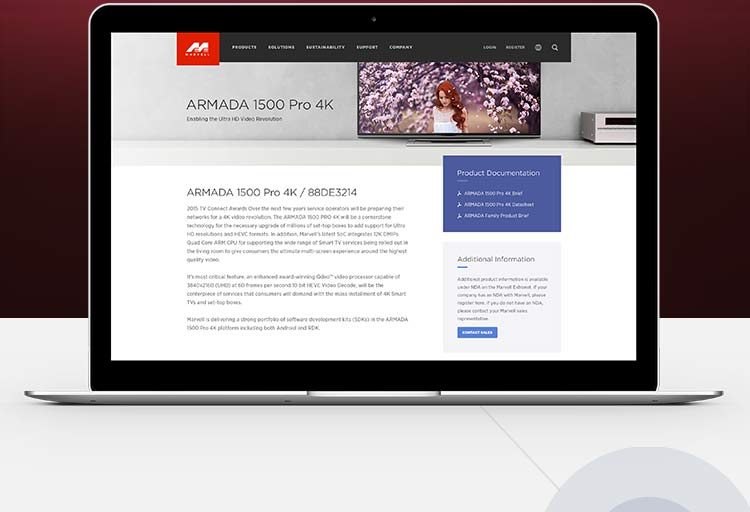 MARVELL
PRODUCTS SOLUTIONS SUSTAINABILITY SUPPORT COMPANY LOGIN REGISTER
ARMADA 1500 Pro 4K
Enabling the Ultra HD Video Revolution
ARMADA 1500 Pro 4K / 88DE3214
2015 TV Connect Awards Over the next few years service operators will be preparing their
networks for a 4K video revolution. The ARMADA 1500 PRO 4K will be a cornerstone
technology for the necessary upgrade of millions of set-top boxes to add support for Ultra
HD resolutions and HEVC formats. In addition, Marvell's latest SoC integrates 12K DMIPs
Quad Core ARM CPU for supporting the wide range of Smart TV services being rolled out in
the living room to give consumers the ultimate multi-screen experience around the highest
quality video.
It's most critical feature, an enhanced award-winning Qdeo™ video processor capable of
3840x2160 (UHD) at 60 frames per second 10 bit HEVC Video Decode, will be the
centerpiece of services that consumers will demand with the mass installment of 4K Smart
TVs and set-top boxes.
Marvell is delivering a strong portfolio of software development kits (SDKs) in the ARMADA
1500 Pro 4K platform including both Android and RDK.
Product Documentation
ARMADA 1500 Pro 4K Brief
ARMADA 1500 Pro 4K Datasheet
ARMADA Family Product Brief
Additional Information
Additional product information is available
under NDA on the Marvell Extranet. If your
company has an NDA with Marvell, please
register here. If you do not have an NDA,
please contact your Marvell sales
representative.
CONTACT SALES